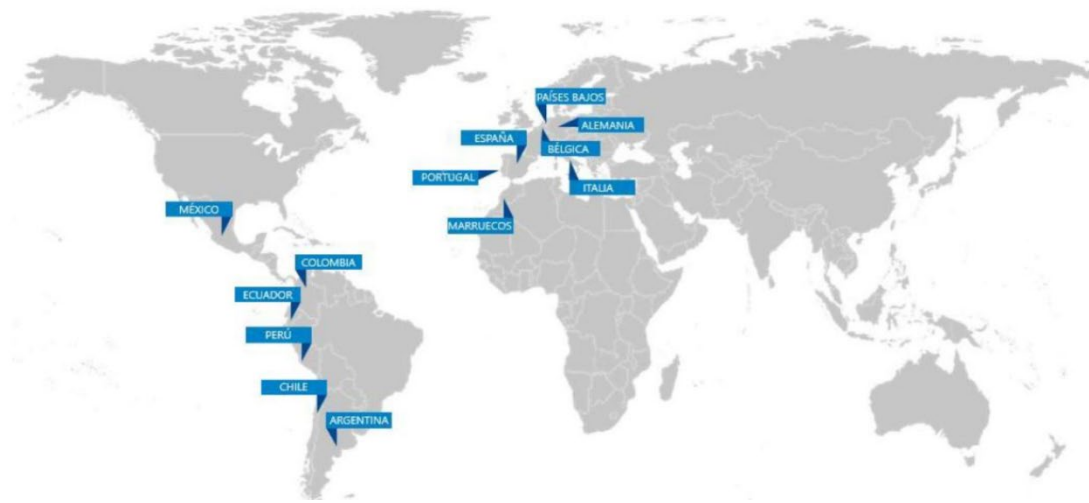 PAÍSES BAJOS
ALEMANIA
ESPAÑA
BÉLGICA
PORTUGAL
ITALIA
MÉXICO
MARRUECOS
COLOMBIA
ECUADOR
PERÚ
CHILE
ARGENTINA